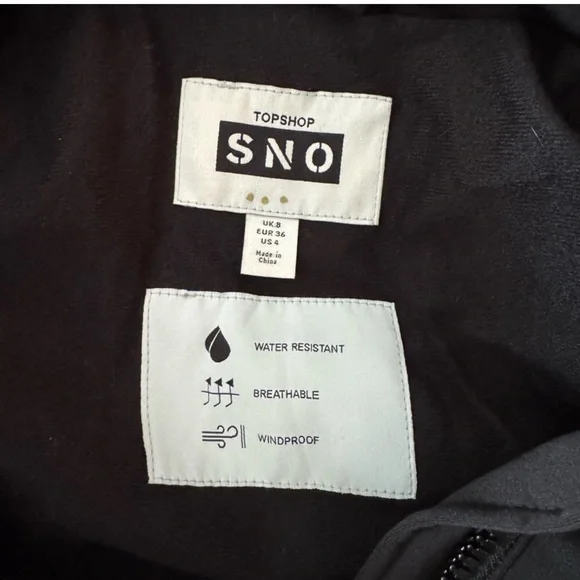 TOPSHOP
SNO
UK 8
EUR 36
US 4
Made in
China
WATER RESISTANT
BREATHABLE
WINDPROOF